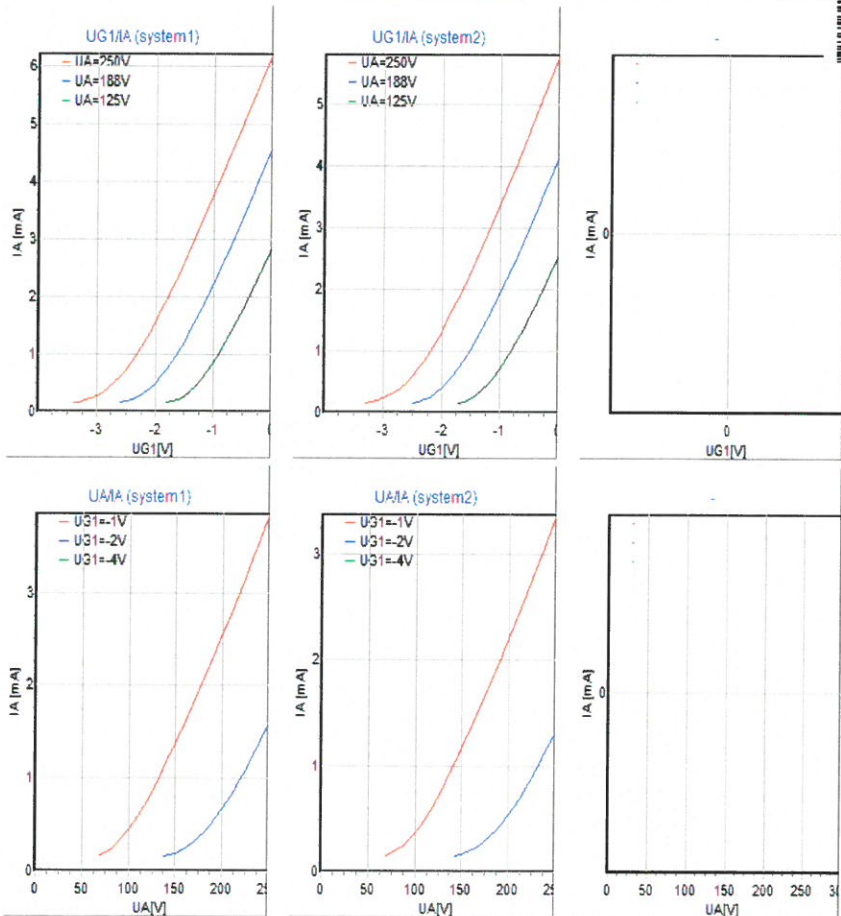 UG1/IA (system1)
UA=250V
UA=188V
UA=125V
6
5
4
3
2
1
0
IA [mA]
-3
-2
-1
0
UG1[V]
UG1/IA (system2)
UA=250V
UA=188V
UA=125V
5
4
3
2
1
0
IA [mA]
-3
-2
-1
0
UG1[V]
-
0
IA [mA]
0
UG1[V]
UA/IA (system1)
UG1=-1V
UG1=-2V
UG1=-4V
3
2
1
0
IA [mA]
0
50
100
150
200
25
UA[V]
UA/IA (system2)
UG1=-1V
UG1=-2V
UG1=-4V
3
2
1
0
IA [mA]
0
50
100
150
200
250
UA[V]
-
0
IA [mA]
0
50
100
150
200
250
300
UA[V]